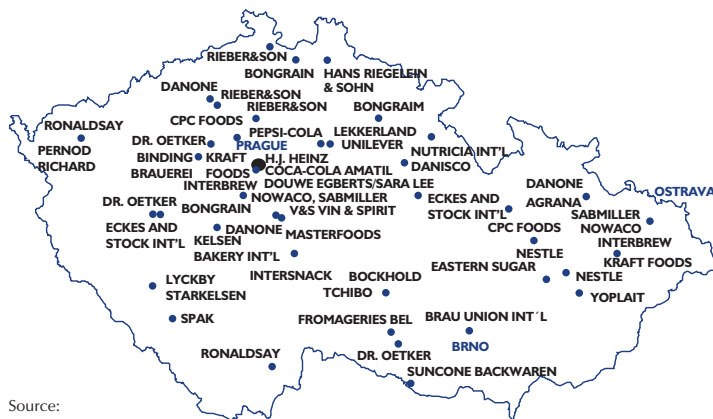 RIEBER&SON
BONGRAIN
HANS RIEGELEIN
& SOHN
DANONE
RIEBER&SON
RIEBER&SON
CPC FOODS
BONGRAIM
RONALDSAY
PERNOD
RICHARD
DR. OETKER
PEPSI-COLA
PRAGUE
LEKKERLAND
UNILEVER
NUTRICIA INT'L
DANISCO
BINDING
BRAUEREI
KRAFT
FOODS
H.J. HEINZ
COCA-COLA AMATIL
INTERBREW
DOUWE EGBERTS/SARA LEE
NOWACO, SABMILLER
V&S VIN & SPIRIT
DR. OETKER
ECKES AND
STOCK INT'L
BONGRAIN
KELSEN
BAKERY INT'L
DANONE
MASTERFOODS
ECKES AND
STOCK INT'L
DANONE
AGRANA
OSTRAVA
SABMILLER
NOWACO
CPC FOODS
NESTLE
INTERBREW
KRAFT FOODS
EASTERN SUGAR
NESTLE
YOPLAIT
LYCKBY
STARKELSEN
INTERSNACK
BOCKHOLD
TCHIBO
SPAK
FROMAGERIES BEL
BRAU UNION INT´L
BRNO
DR. OETKER
RONALDSAY
SUNCONE BACKWAREN
Source: